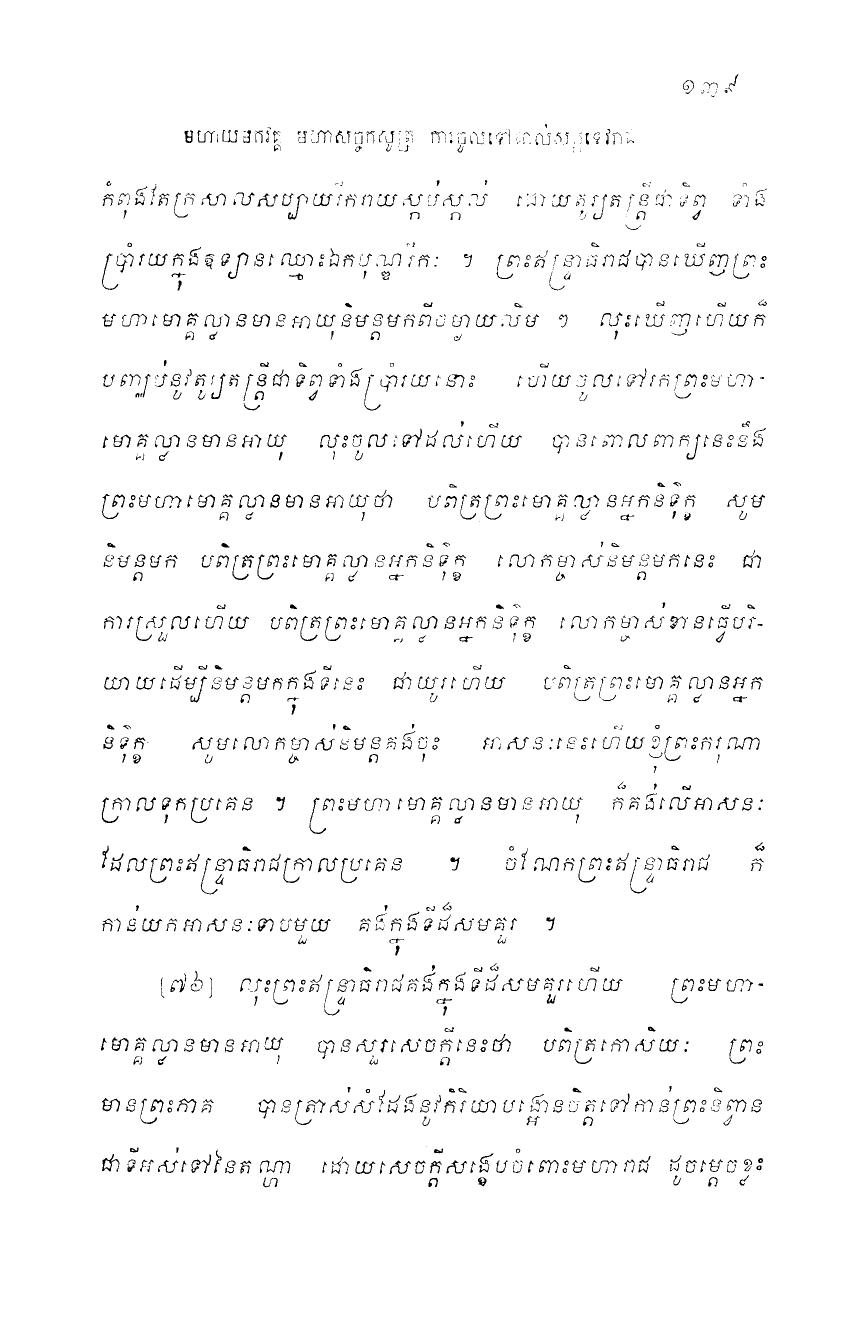 ១៣៩
មហាយមកវគ្គ មហាសច្ចកសូត្រ ការចូលទៅដល់
កំពុងតែក្រសាលសប្បាយរីករាយស្កប់ស្កល់ ដោយតូរ្យតន្ត្រីជាទិព្វ ទាំង
ប្រាំរយក្នុងឧទ្យានឈ្មោះឯកបុណ្ឌរីកៈ ។ ព្រះឥន្ទ្រាធិរាជបានឃើញព្រះ
មហាមោគ្គល្លានមានអាយុនិមន្តមកពីចម្ងាយលិម ៗ លុះឃើញហើយក៏
បញ្ឈប់នូវតូរ្យតន្ត្រីជាទិព្វទាំងប្រាំរយនោះ ហើយចូលទៅរកព្រះមហា-
មោគ្គល្លានមានអាយុ លុះចូលទៅដល់ហើយ បានពោលពាក្យនេះនឹង
ព្រះមហាមោគ្គល្លានមានអាយុថា បពិត្រព្រះមោគ្គល្លានអ្នកនិទ៌ុក្ខ សូម
និមន្តមក បពិត្រព្រះមោគ្គល្លានអ្នកនិទ៌ុក្ខ លោកម្ចាស់និមន្តមកនេះ ជា
ការស្រួលហើយ បពិត្រព្រះមោគ្គល្លានអ្នកនិទ៌ុក្ខ លោកម្ចាស់បានធ្វើបរិ-
យាយដើម្បីនិមន្តមកក្នុងទីនេះ ជាយូរហើយ បពិត្រព្រះមោគ្គល្លានអ្នក
និទ៌ុក្ខ សូមលោកម្ចាស់និមន្តគង់ចុះ អាសនៈនេះហើយខ្ញុំព្រះករុណា
ក្រាលទុកប្រគេន ។ ព្រះមហាមោគ្គល្លានមានអាយុ ក៏គង់លើអាសនៈ
ដែលព្រះឥន្ទ្រាធិរាជក្រាលប្រគេន ។ ចំណែកព្រះឥន្ទ្រាធិរាជ ក៏
កាន់យកអាសនៈទាបមួយ គង់ក្នុងទីដ៏សមគួរ ។
[៧៦] លុះព្រះឥន្ទ្រាធិរាជគង់ក្នុងទីដ៏សមគួរហើយ ព្រះមហា-
មោគ្គល្លានមានអាយុ បានសួរសេចក្តីនេះថា បពិត្រកោសិយៈ ព្រះ
មានព្រះភាគ បានត្រាស់សំដែងនូវកិរិយាបង្អោនចិត្តទៅកាន់ព្រះនិព្វាន
ជាទីអស់ទៅនៃតណ្ហា ដោយសេចក្តីសង្ខេបចំពោះមហារាជ ដូចម្តេចខ្លះ